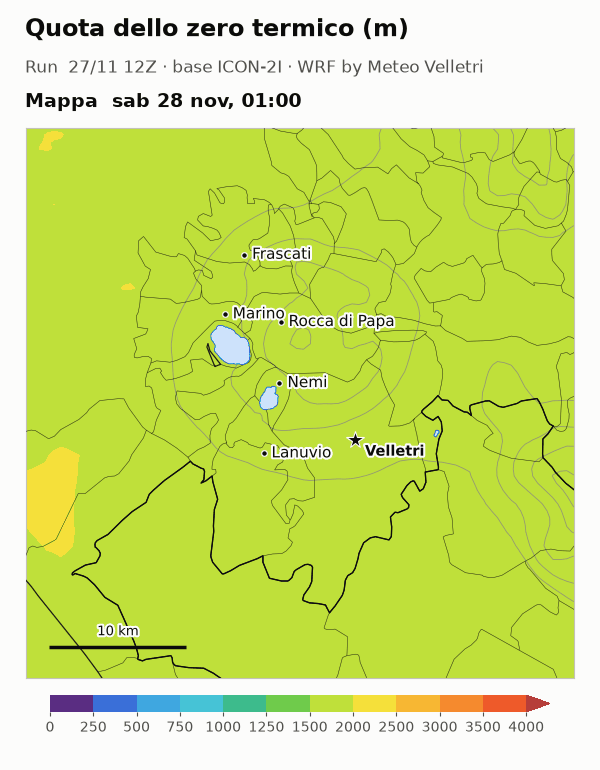 Quota dello zero termico (m)
Run  27/11 12Z · base ICON-2I · WRF by Meteo Velletri
Mappa  sab 28 nov, 01:00
Frascati
Marino
Rocca di Papa
Nemi
Velletri
Lanuvio
10 km
0 250 500 750 1000 1250 1500 2000 2500 3000 3500 4000